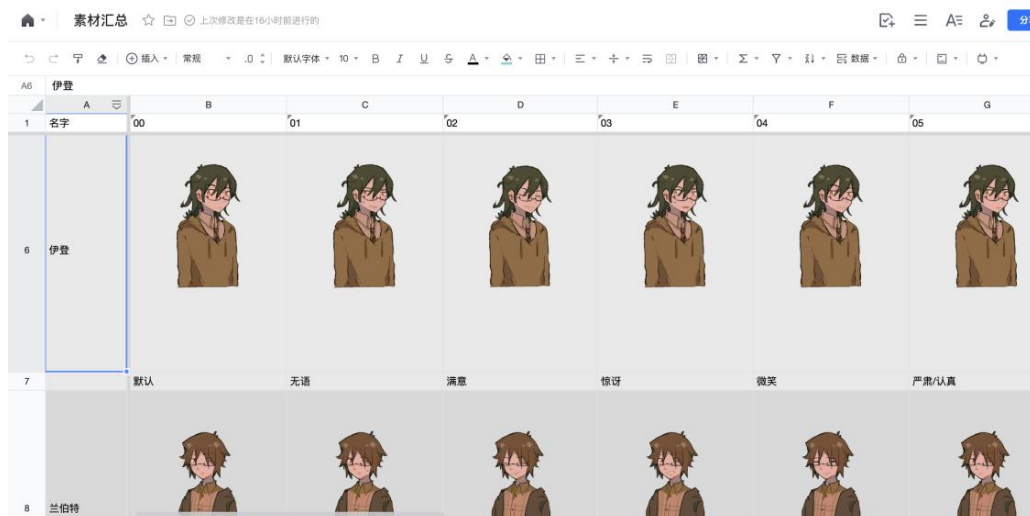 素材汇总 上次修改是在16小时前进行的
插入 常规 .0 默认字体 10 B I U S A 数据
A6 伊登
A B C D E F G
1 名字 00 01 02 03 04 05
6 伊登
7 默认 无语 满意 惊讶 微笑 严肃/认真
8 兰伯特